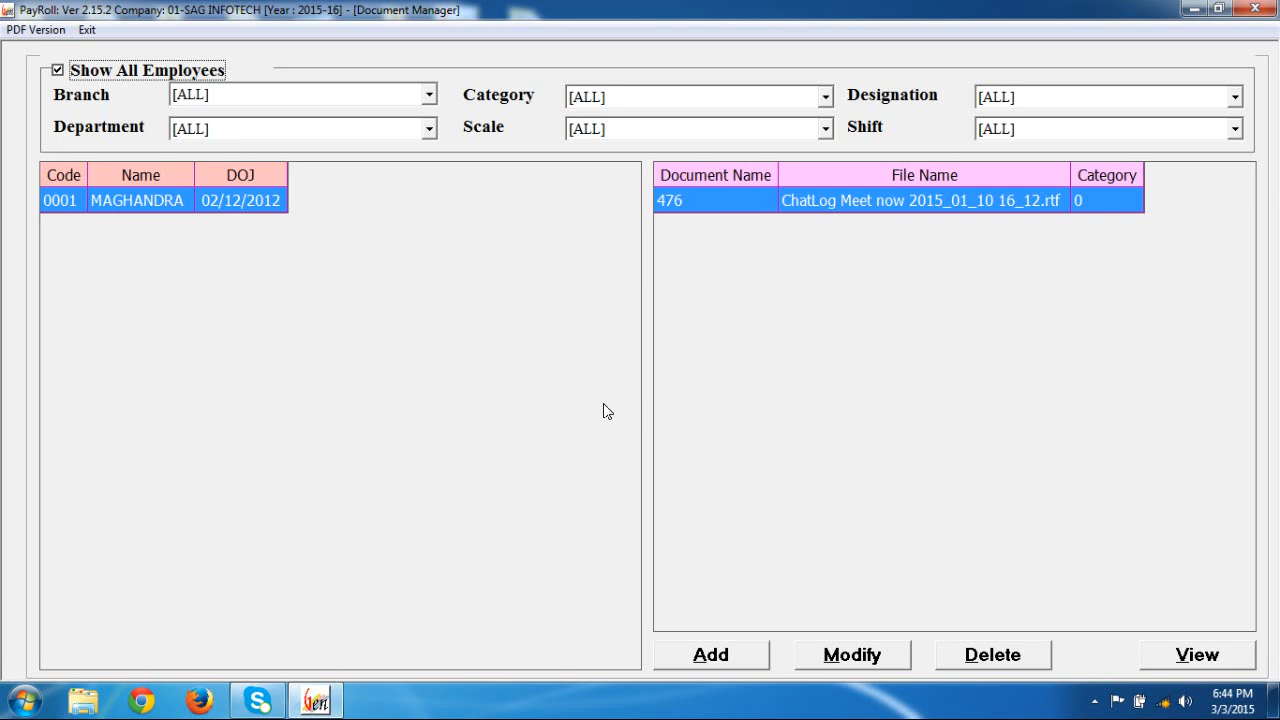 PayRoll: Ver 2.15.2 Company: 01-SAG INFOTECH [Year : 2015-16] - [Document Manager]
PDF Version Exit
Show All Employees
Branch [ALL] Category [ALL] Designation [ALL]
Department [ALL] Scale [ALL] Shift [ALL]
Code Name DOJ Document Name File Name Category
0001 MAGHANDRA 02/12/2012 476 ChatLog Meet now 2015_01_10 16_12.rtf 0
Add Modify Delete View
Gen
6:44 PM
3/3/2015